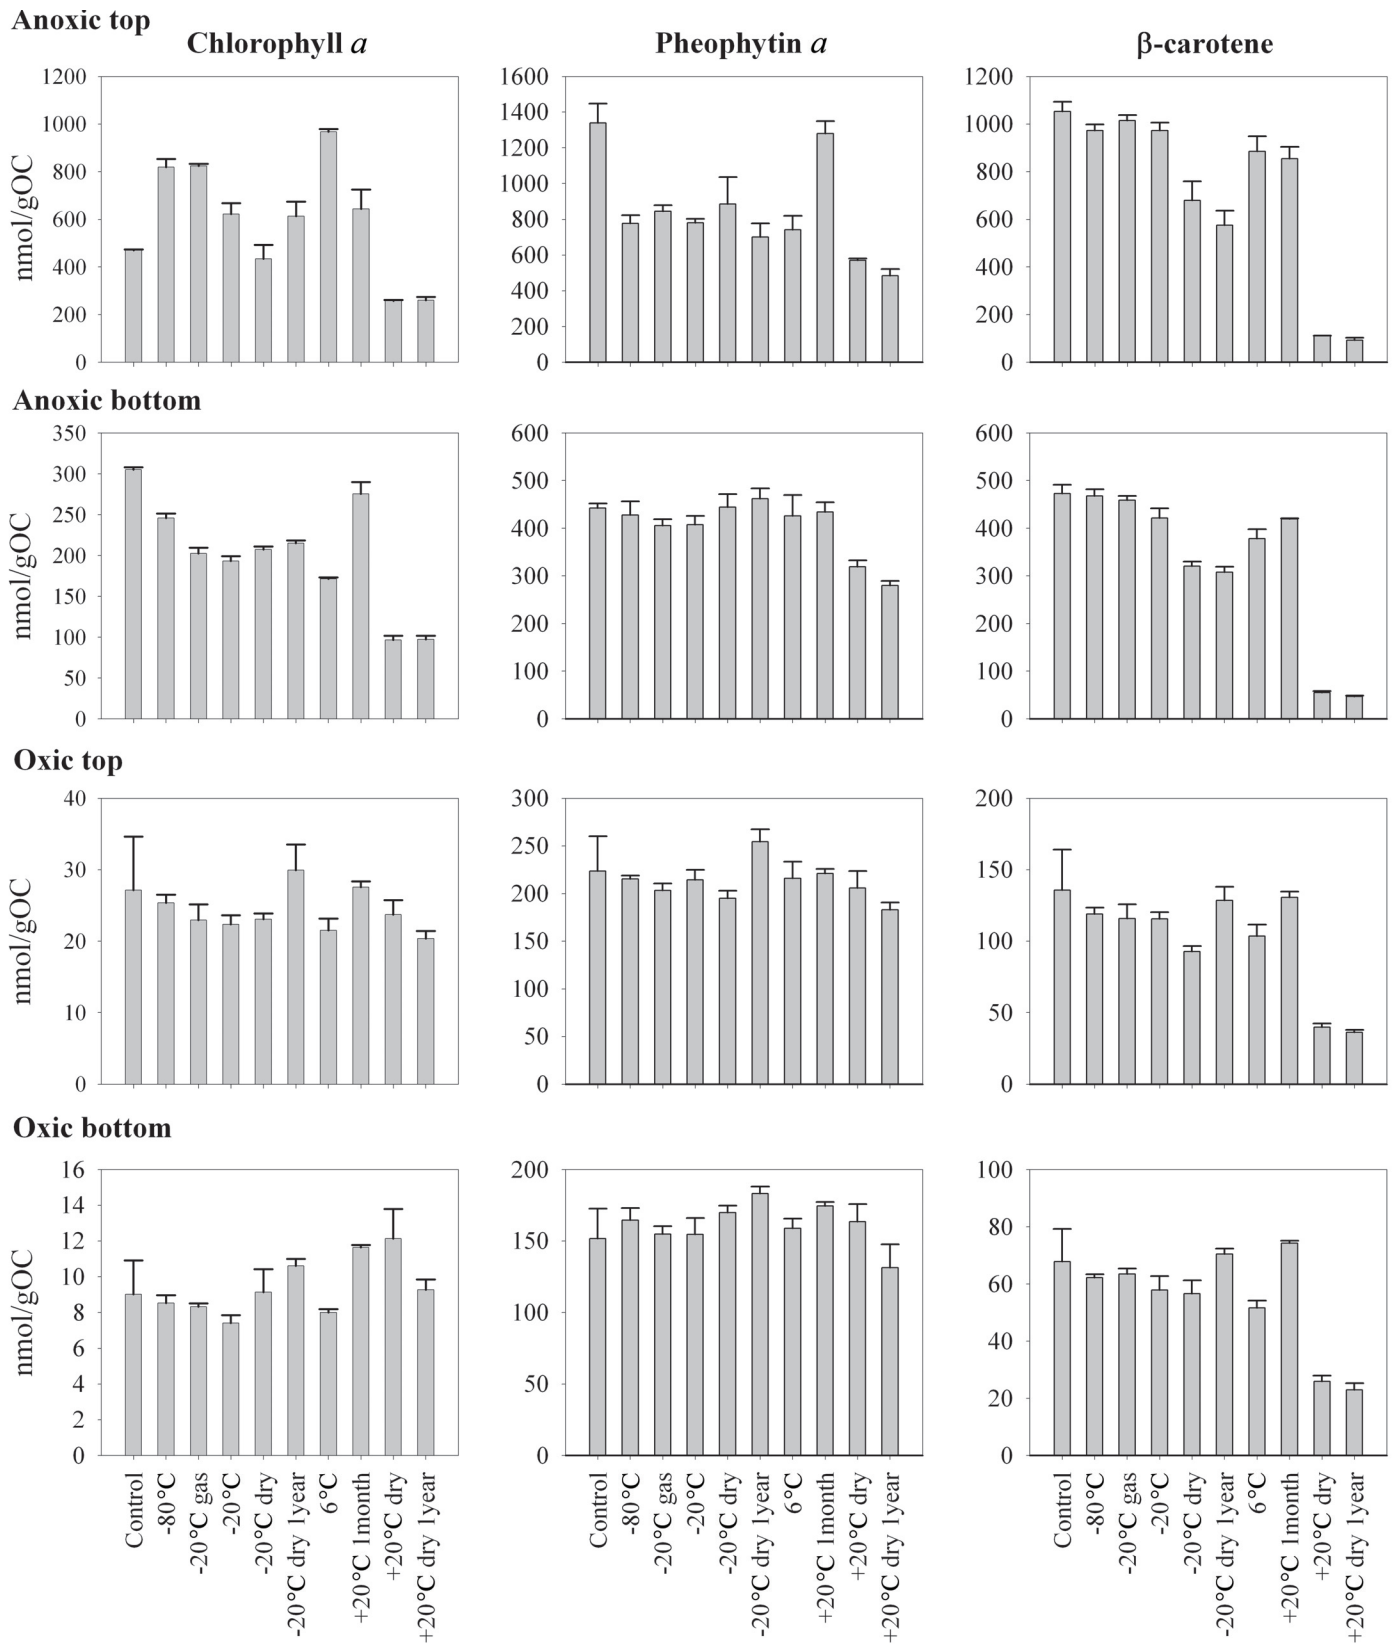 Anoxic top
Chlorophyll a
Pheophytin a
β-carotene
nmol/gOC
1200
1000
800
600
400
200
0
1600
1400
1200
1000
800
600
400
200
0
1200
1000
800
600
400
200
0
Anoxic bottom
nmol/gOC
350
300
250
200
150
100
50
0
600
500
400
300
200
100
0
600
500
400
300
200
100
0
Oxic top
nmol/gOC
40
30
20
10
0
300
250
200
150
100
50
0
200
150
100
50
0
Oxic bottom
nmol/gOC
16
14
12
10
8
6
4
2
0
200
150
100
50
0
100
80
60
40
20
0
Control
-80°C
-20°C gas
-20°C
-20°C dry
-20°C dry 1year
6°C
+20°C 1month
+20°C dry
+20°C dry 1year
Control
-80°C
-20°C gas
-20°C
-20°C dry
-20°C dry 1year
6°C
+20°C 1month
+20°C dry
+20°C dry 1year
Control
-80°C
-20°C gas
-20°C
-20°C dry
-20°C dry 1year
6°C
+20°C 1month
+20°C dry
+20°C dry 1year